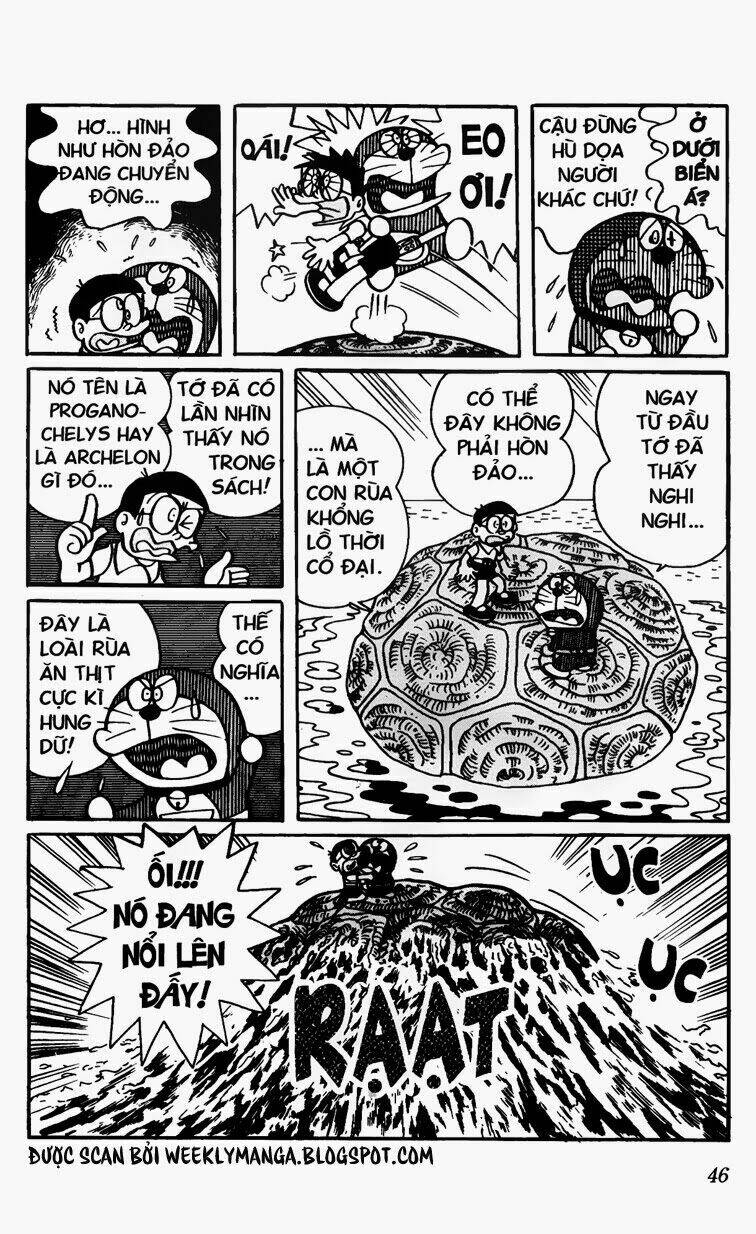 Ở
DƯỚI
BIỂN
Á?
CẬU ĐỪNG
HÙ DỌA
NGƯỜI
KHÁC CHỨ!
EO
ƠI!
OÁI!
HƠ... HÌNH
NHƯ HÒN ĐẢO
ĐANG CHUYỂN
ĐỘNG...
NGAY
TỪ ĐẦU
TỚ ĐÃ
THẤY
NGHI
NGHI...
CÓ THỂ
ĐÂY KHÔNG
PHẢI HÒN
ĐẢO...
... MÀ
LÀ MỘT
CON RÙA
KHỔNG
LỒ THỜI
CỔ ĐẠI.
TỚ ĐÃ CÓ
LẦN NHÌN
THẤY NÓ
TRONG
SÁCH!
NÓ TÊN LÀ
PROGANO-
CHELYS HAY
LÀ ARCHELON
GÌ ĐÓ...
THẾ
CÓ
NGHĨA
...
ĐÂY LÀ
LOÀI RÙA
ĂN THỊT
CỰC KÌ
HUNG
DỮ!
ỤC
ỤC
ỐI!!!
NÓ ĐANG
NỔI LÊN
ĐẤY!
RẠẠT
ĐƯỢC SCAN BỞI WEEKLYMANGA.BLOGSPOT.COM
46